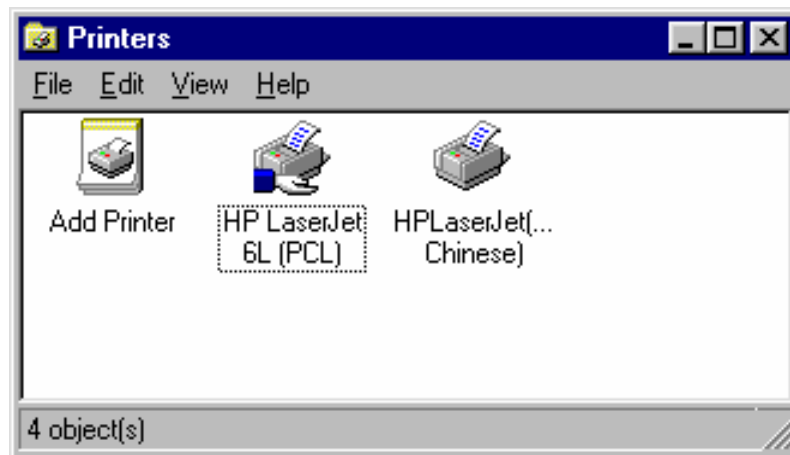 Printers
File Edit View Help
Add Printer
HP LaserJet
6L (PCL)
HPLaserJet(...
Chinese)
4 object(s)